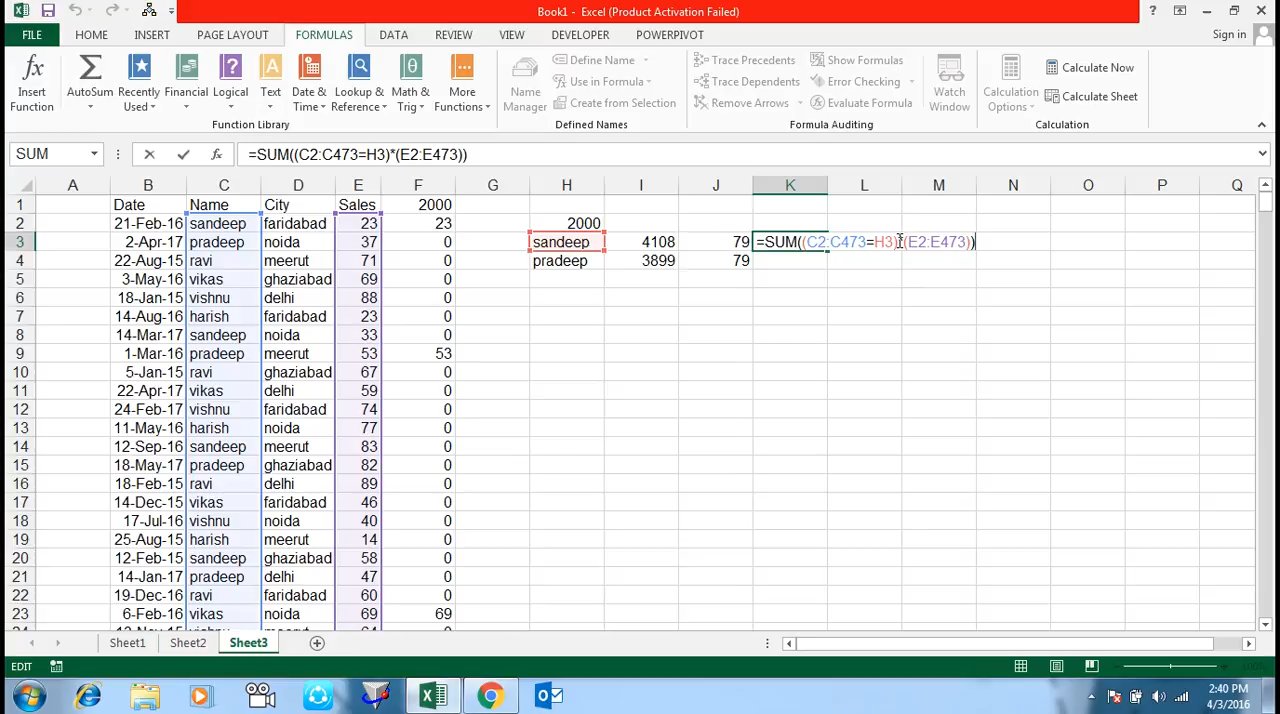 Book1 - Excel (Product Activation Failed)
FILE HOME INSERT PAGE LAYOUT FORMULAS DATA REVIEW VIEW DEVELOPER POWERPIVOT Sign in
Insert Function
AutoSum
Recently Used
Financial
Logical
Text
Date & Time
Lookup & Reference
Math & Trig
More Functions
Function Library
Name Manager
Define Name
Use in Formula
Create from Selection
Defined Names
Trace Precedents
Trace Dependents
Remove Arrows
Show Formulas
Error Checking
Evaluate Formula
Formula Auditing
Watch Window
Calculation Options
Calculate Now
Calculate Sheet
Calculation
SUM =SUM((C2:C473=H3)*(E2:E473))
A B C D E F G H I J K L M N O P Q
1 Date Name City Sales 2000
2 21-Feb-16 sandeep faridabad 23 23 2000
3 2-Apr-17 pradeep noida 37 0 sandeep 4108 79 =SUM((C2:C473=H3)*(E2:E473))
4 22-Aug-15 ravi meerut 71 0 pradeep 3899 79
5 3-May-16 vikas ghaziabad 69 0
6 18-Jan-15 vishnu delhi 88 0
7 14-Aug-16 harish faridabad 23 0
8 14-Mar-17 sandeep noida 33 0
9 1-Mar-16 pradeep meerut 53 53
10 5-Jan-15 ravi ghaziabad 67 0
11 22-Apr-17 vikas delhi 59 0
12 24-Feb-17 vishnu faridabad 74 0
13 11-May-16 harish noida 77 0
14 12-Sep-16 sandeep meerut 83 0
15 18-May-17 pradeep ghaziabad 82 0
16 18-Feb-15 ravi delhi 89 0
17 14-Dec-15 vikas faridabad 46 0
18 17-Jul-16 vishnu noida 40 0
19 25-Aug-15 harish meerut 14 0
20 12-Feb-15 sandeep ghaziabad 58 0
21 14-Jan-17 pradeep delhi 47 0
22 19-Dec-16 ravi faridabad 60 0
23 6-Feb-16 vikas noida 69 69
Sheet1 Sheet2 Sheet3
EDIT
2:40 PM
4/3/2016